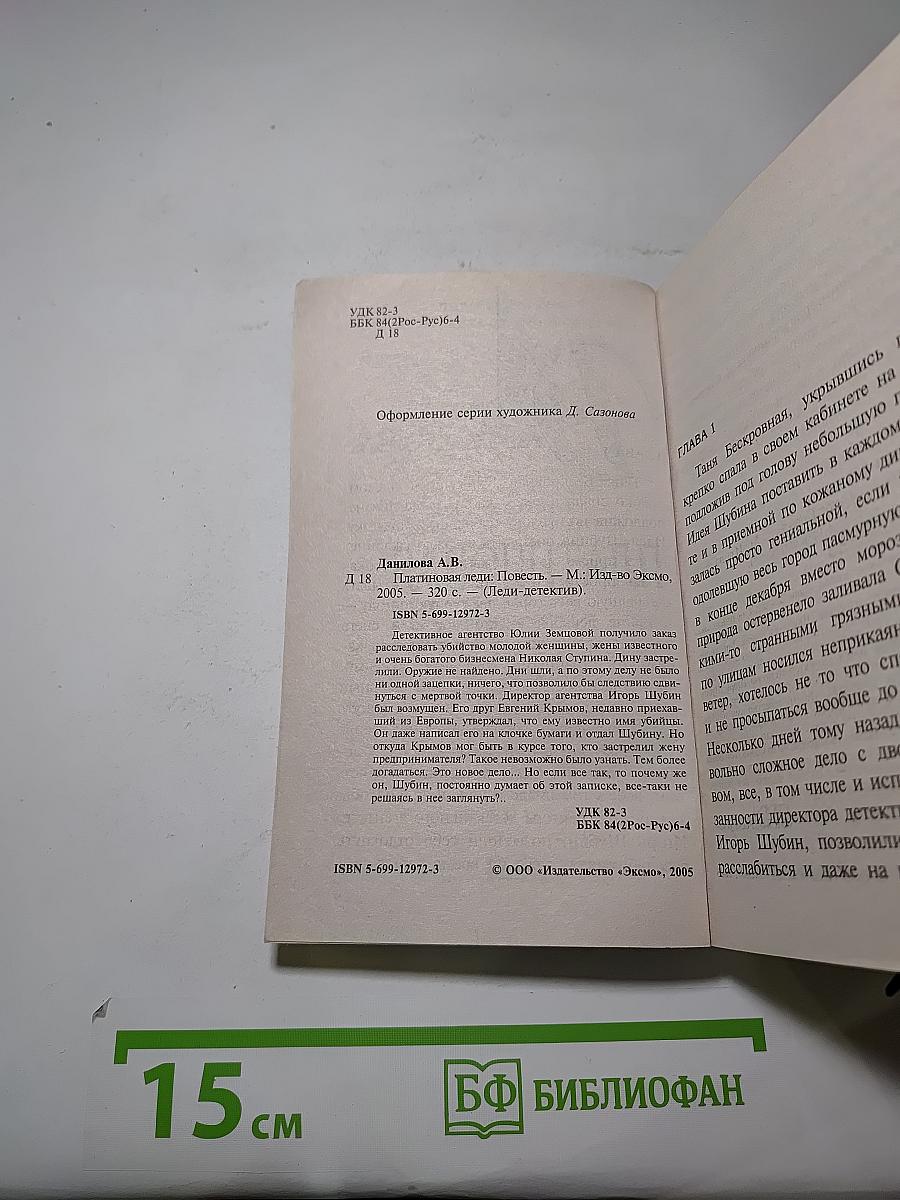 УДК 82-3
ББК 84(2Рос-Рус)6-4
Д 18
Оформление серии художника Д. Сазонова
Данилова А.В.
Д 18 Платиновая леди: Повесть. — М.: Изд-во Эксмо,
2005. — 320 с. — (Леди-детектив).
ISBN 5-699-12972-3
Детективное агентство Юлии Земцовой получило заказ
расследовать убийство молодой женщины, жены известного
и очень богатого бизнесмена Николая Ступина. Дину застре-
лили. Оружие не найдено. Дни шли, а по этому делу не было
ни одной зацепки, ничего, что позволило бы следствию сдви-
нуться с мертвой точки. Директор агентства Игорь Шубин
был возмущен. Его друг Евгений Крымов, недавно приехав-
ший из Европы, утверждал, что ему известно имя убийцы.
Он даже написал его на клочке бумаги и отдал Шубину. Но
откуда Крымов мог быть в курсе того, кто застрелил жену
предпринимателя? Такое невозможно было узнать. Тем более
догадаться. Это новое дело... Но если все так, то почему же
он, Шубин, постоянно думает об этой записке, все-таки не
решаясь в нее заглянуть?..
УДК 82-3
ББК 84(2Рос-Рус)6-4
ISBN 5-699-12972-3 © ООО «Издательство «Эксмо», 2005
ГЛАВА 1
Таня Бескровная, укрывшись
крепко спала в своем кабинете на
подложив под голову небольшую
Идея Шубина поставить в каждом
те и в приемной по кожаному
залась просто гениальной, если
одолевшую весь город пасмурную
в конце декабря вместо
природа остервенело заливала
кими-то странными грязными
по улицам носился
ветер, хотелось не то что
и не просыпаться вообще до
Несколько дней тому назад
вольно сложное дело с
вом, все, в том числе и
занности директора
Игорь Шубин, позволили
расслабиться и даже на
15 см
БФ БИБЛИОФАН